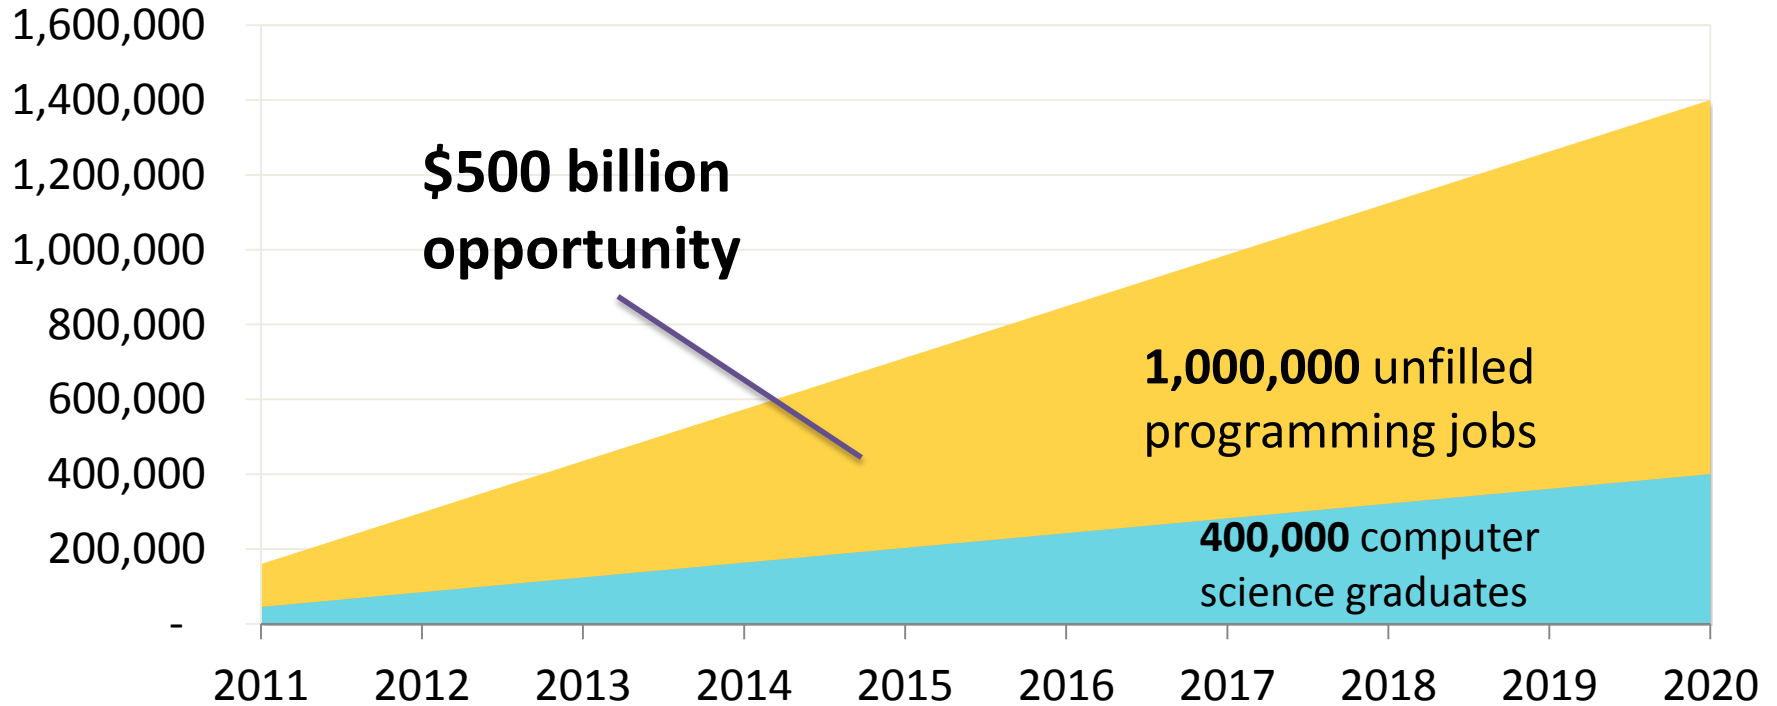 1,600,000
1,400,000
1,200,000
1,000,000
800,000
600,000
400,000
200,000
-
$500 billion
opportunity
1,000,000 unfilled
programming jobs
400,000 computer
science graduates
2011 2012 2013 2014 2015 2016 2017 2018 2019 2020